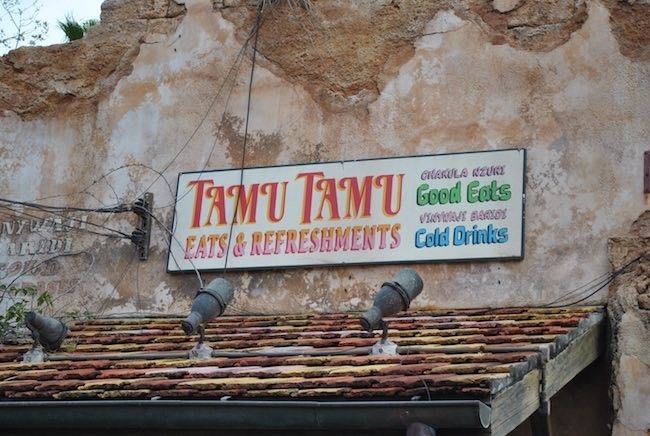 TAMU TAMU
EATS & REFRESHMENTS
CHAKULA NZURI
Good Eats
VINYWAJI BARIDI
Cold Drinks